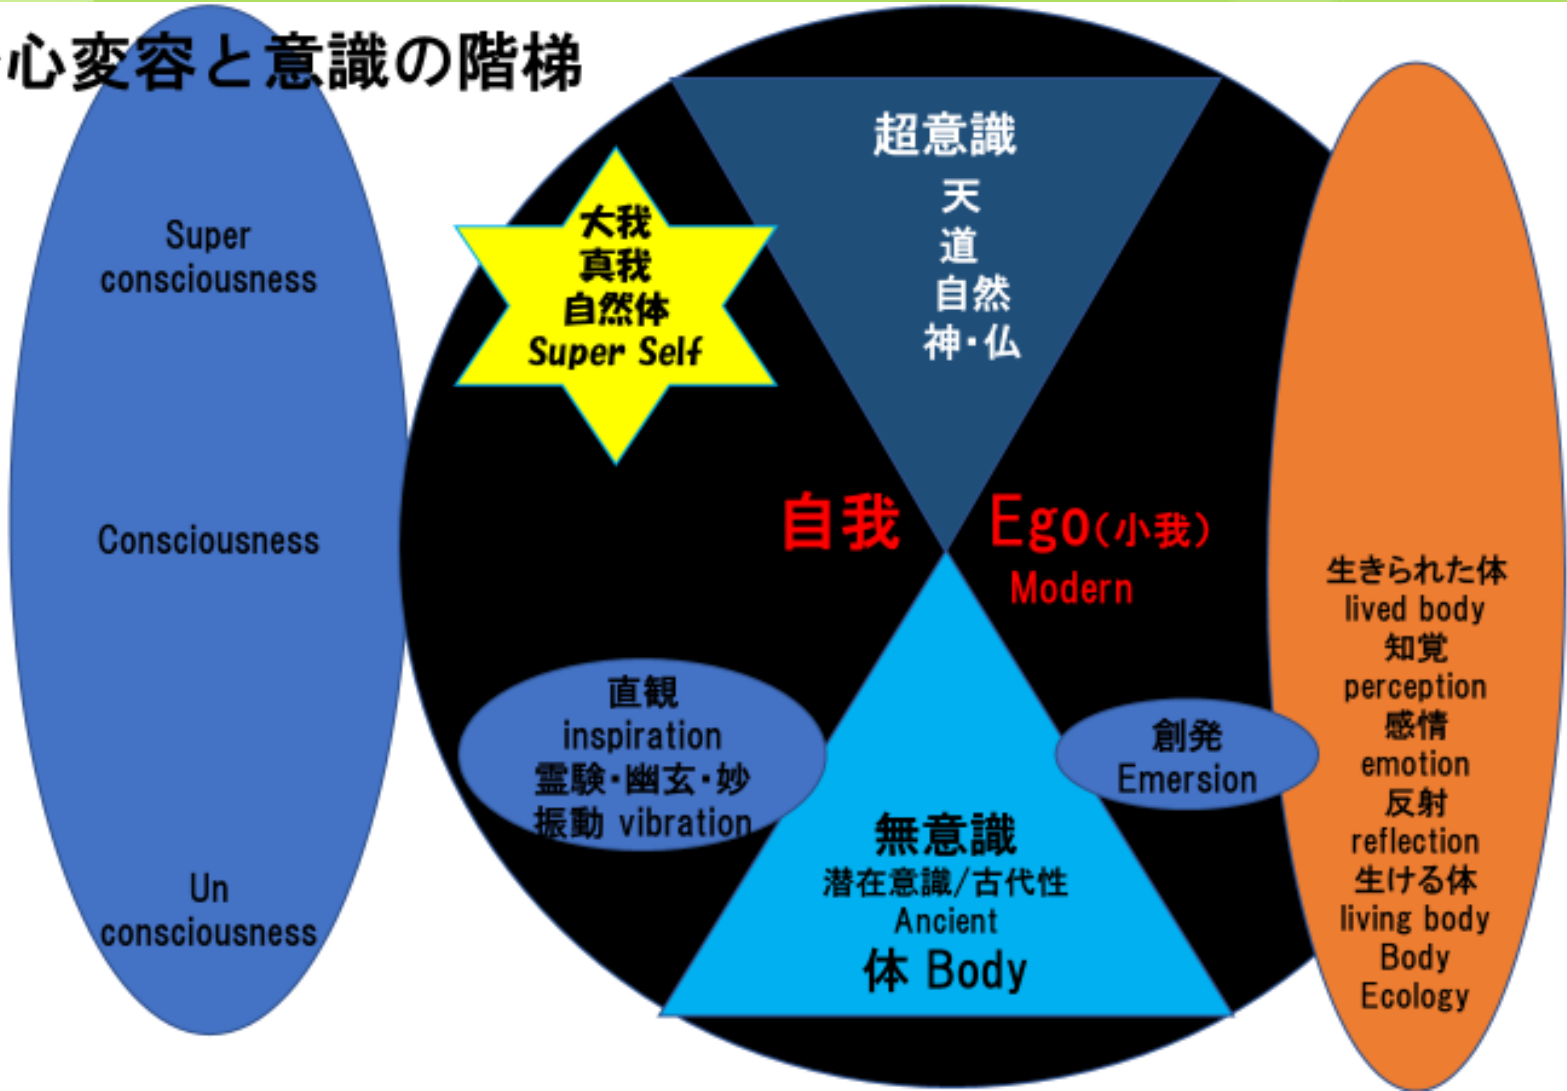 心変容と意識の階梯
Super
consciousness
Consciousness
Un
consciousness
大我
真我
自然体
Super Self
超意識
天
道
自然
神・仏
自我
Ego(小我)
Modern
直観
inspiration
霊験・幽玄・妙
振動 vibration
創発
Emersion
無意識
潜在意識/古代性
Ancient
体 Body
生きられた体
lived body
知覚
perception
感情
emotion
反射
reflection
生ける体
living body
Body
Ecology